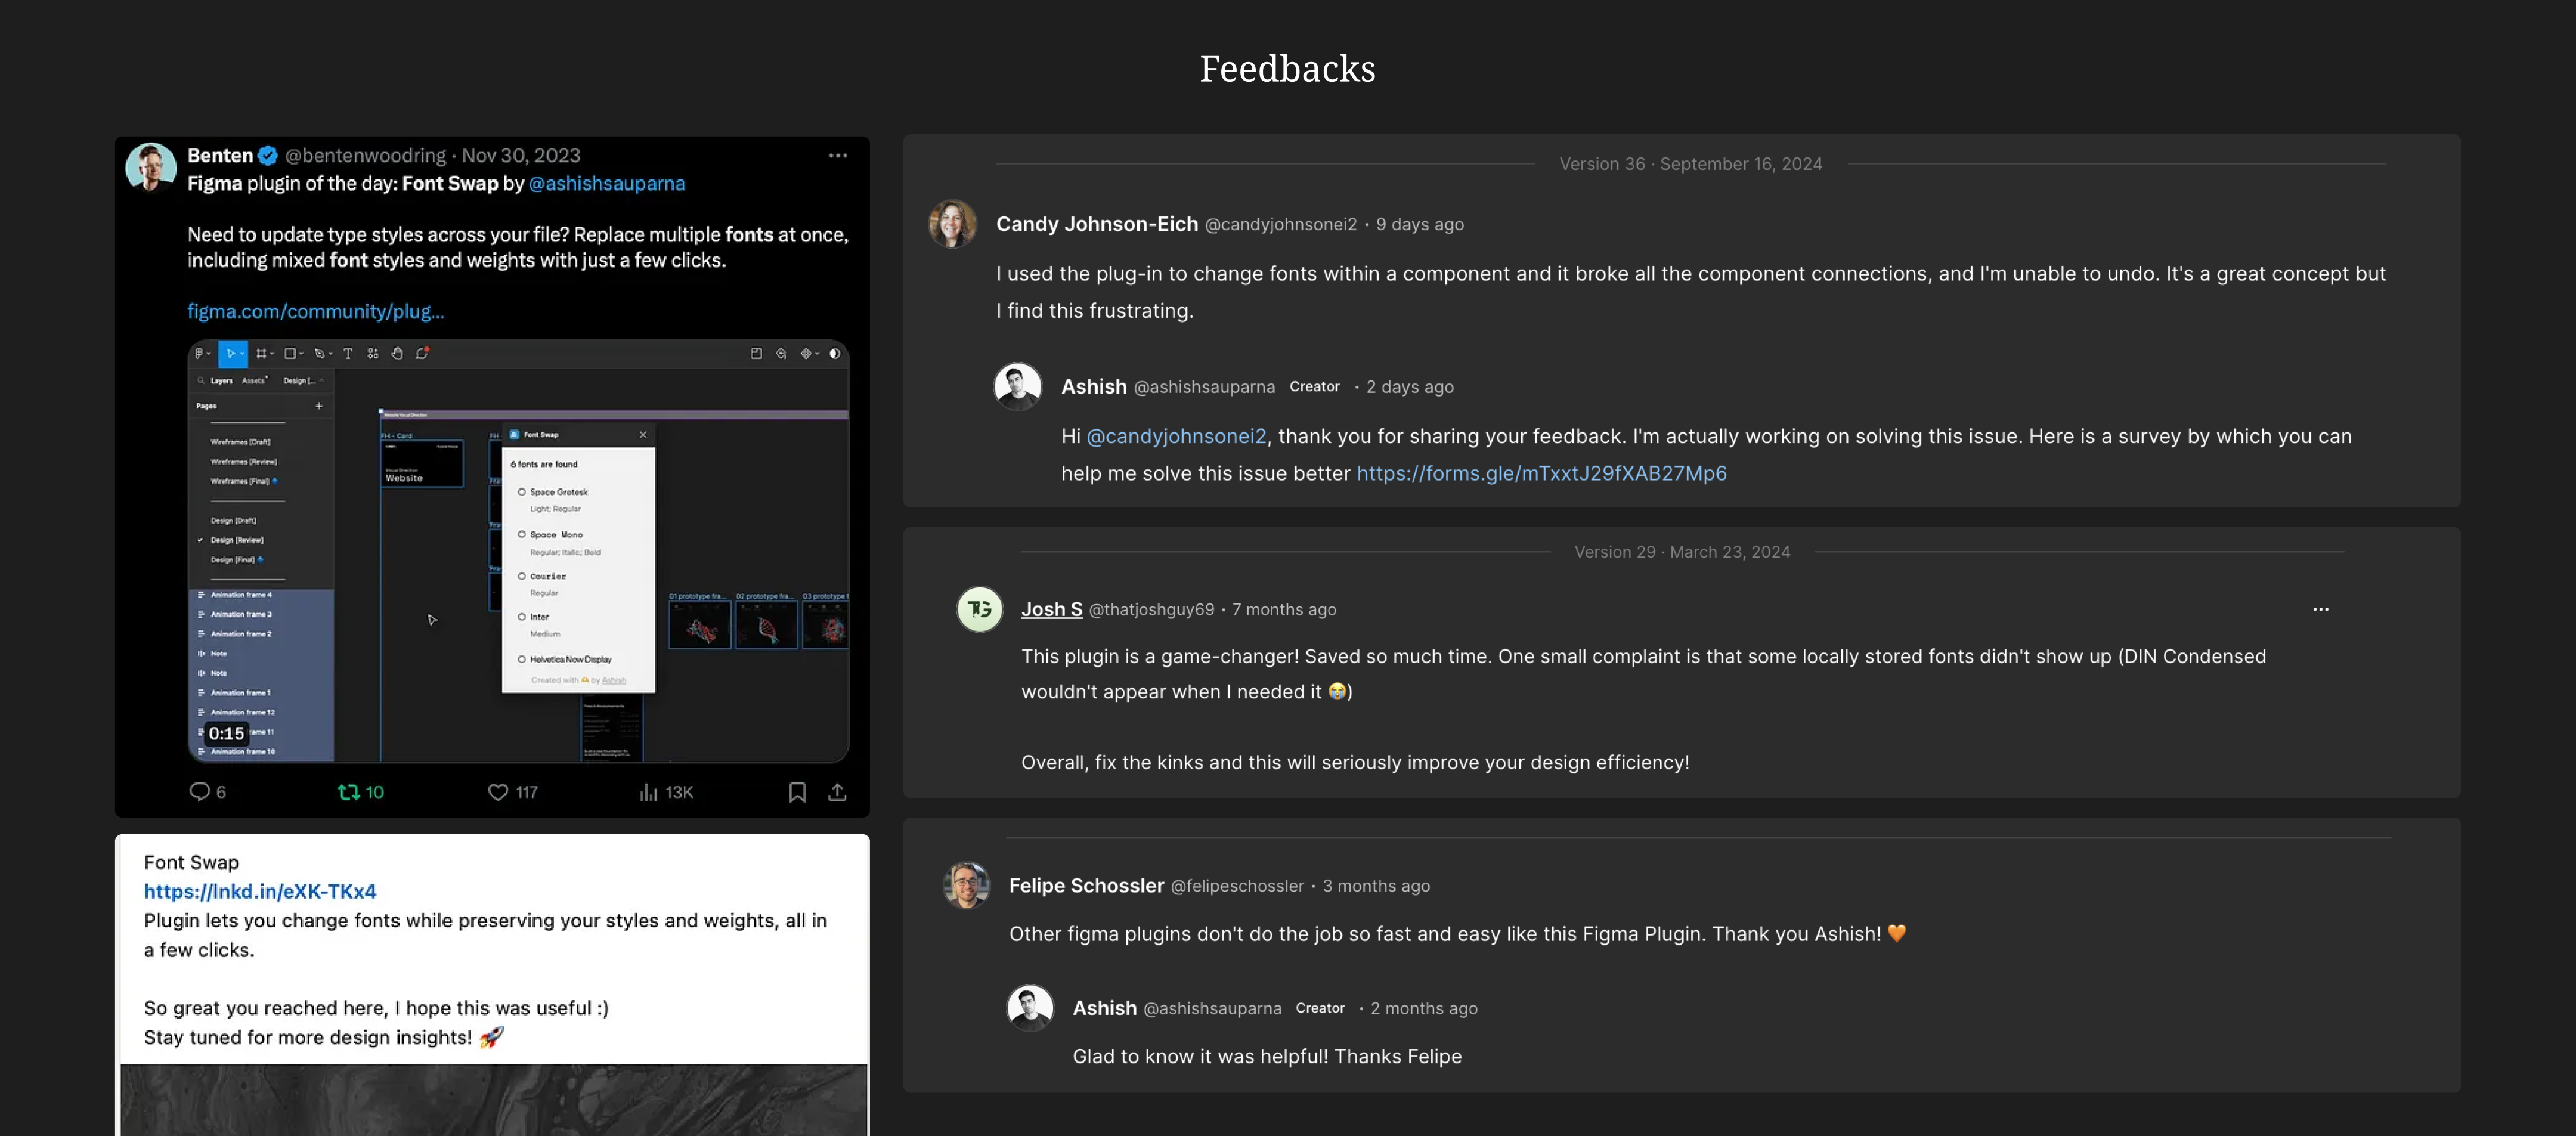 Feedbacks
Benten @bentenwoodring · Nov 30, 2023
Figma plugin of the day: Font Swap by @ashishsauparna
Need to update type styles across your file? Replace multiple fonts at once,
including mixed font styles and weights with just a few clicks.
figma.com/community/plug...
Layers Assets Design [...
Pages
Wireframes [Draft]
Wireframes [Review]
Wireframes [Final]
Design [Draft]
Design [Review]
Design [Final]
Animation frame 4
Animation frame 3
Animation frame 2
Note
Note
Animation frame 1
Animation frame 12
rame 11
Animation frame 10
0:15
Website Visual Direction
FH - Card
Visual Direction
Website
FH
Font Swap
6 fonts are found
Space Grotesk
Light; Regular
Space Mono
Regular; Italic; Bold
Courier
Regular
Inter
Medium
Helvetica Now Display
Created with 🫶 by Ashish
01 prototype fra... 02 prototype fra... 03 prototype
6 10 117 13K
Font Swap
https://lnkd.in/eXK-TKx4
Plugin lets you change fonts while preserving your styles and weights, all in
a few clicks.
So great you reached here, I hope this was useful :)
Stay tuned for more design insights! 🚀
Version 36 · September 16, 2024
Candy Johnson-Eich @candyjohnsonei2 • 9 days ago
I used the plug-in to change fonts within a component and it broke all the component connections, and I'm unable to undo. It's a great concept but
I find this frustrating.
Ashish @ashishsauparna Creator • 2 days ago
Hi @candyjohnsonei2, thank you for sharing your feedback. I'm actually working on solving this issue. Here is a survey by which you can
help me solve this issue better https://forms.gle/mTxxtJ29fXAB27Mp6
Version 29 · March 23, 2024
Josh S @thatjoshguy69 • 7 months ago
This plugin is a game-changer! Saved so much time. One small complaint is that some locally stored fonts didn't show up (DIN Condensed
wouldn't appear when I needed it 😭)
Overall, fix the kinks and this will seriously improve your design efficiency!
Felipe Schossler @felipeschossler • 3 months ago
Other figma plugins don't do the job so fast and easy like this Figma Plugin. Thank you Ashish! 🧡
Ashish @ashishsauparna Creator • 2 months ago
Glad to know it was helpful! Thanks Felipe